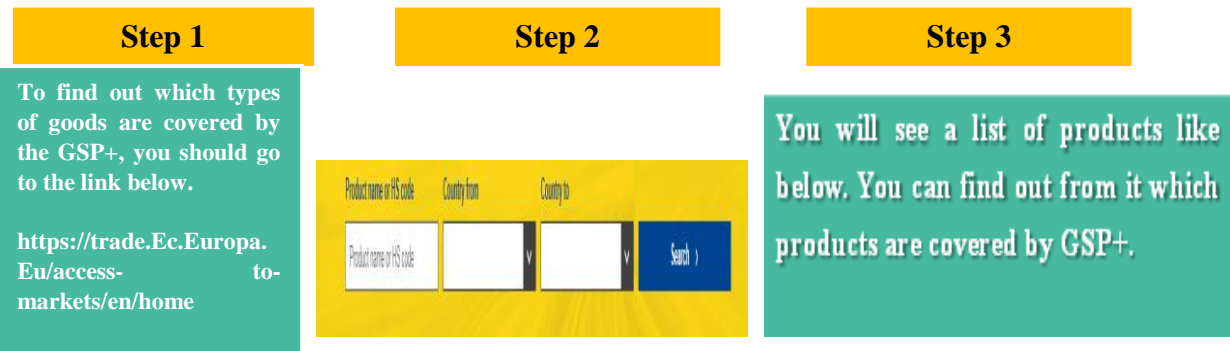 Step 1
To find out which types
of goods are covered by
the GSP+, you should go
to the link below.
https://trade.Ec.Europa.
Eu/access- to-
markets/en/home
Step 2
Product name or HS code Country from Country to
Product name or HS code Search >
Step 3
You will see a list of products like
below. You can find out from it which
products are covered by GSP+.